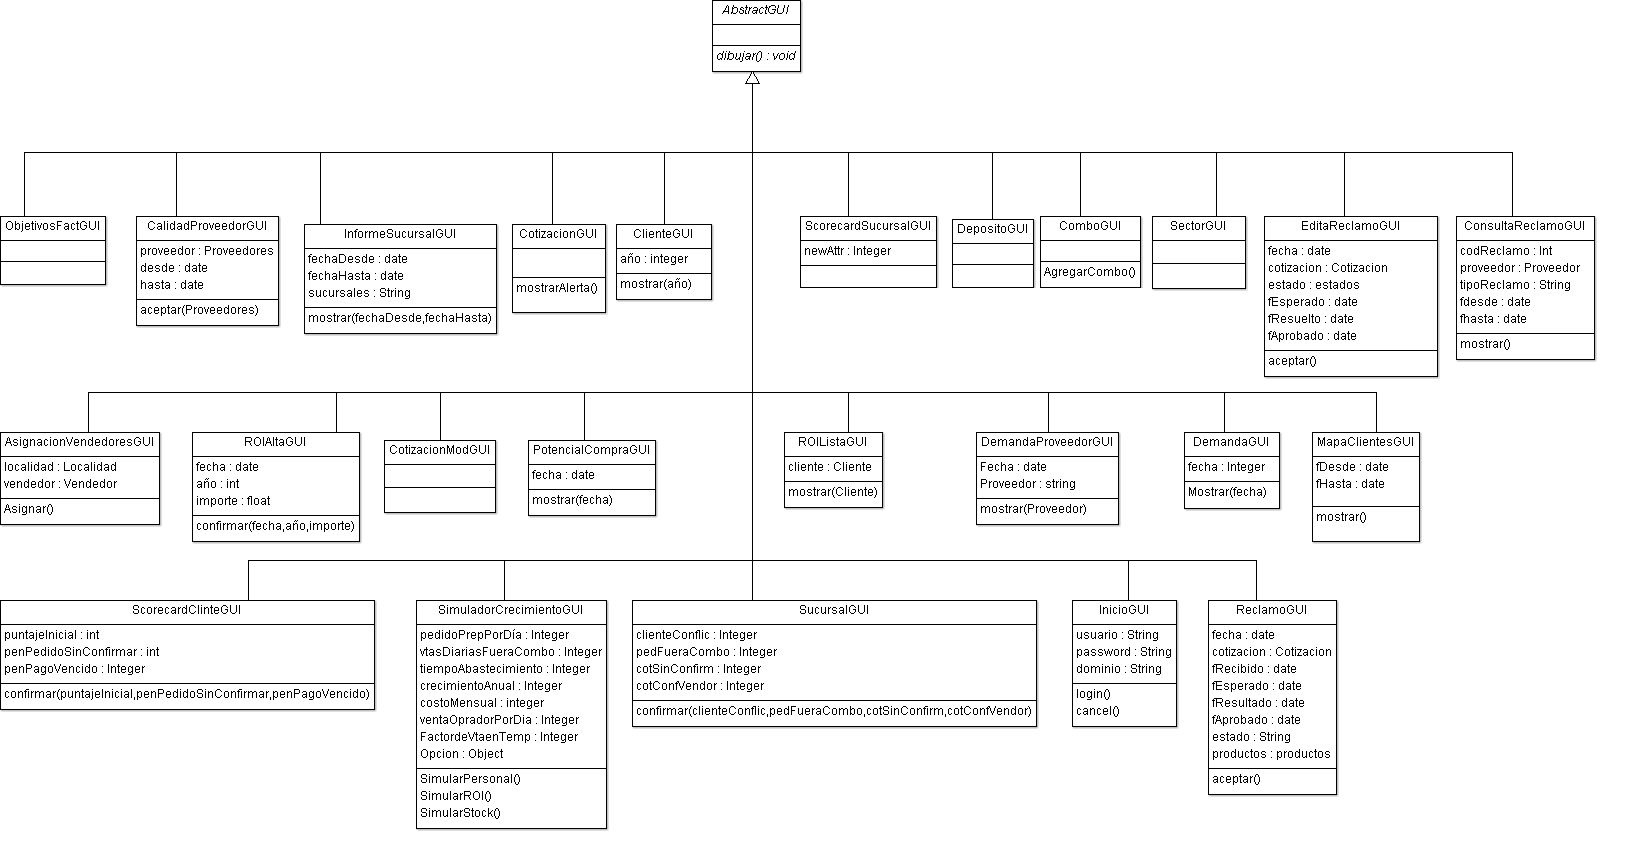 AbstractGUI
dibujar() : void
ObjetivosFactGUI
CalidadProveedorGUI
proveedor : Proveedores
desde : date
hasta : date
aceptar(Proveedores)
InformeSucursalGUI
fechaDesde : date
fechaHasta : date
sucursales : String
mostrar(fechaDesde,fechaHasta)
CotizacionGUI
mostrarAlerta()
ClienteGUI
año : integer
mostrar(año)
ScorecardSucursalGUI
newAttr : Integer
DepositoGUI
ComboGUI
AgregarCombo()
SectorGUI
EditaReclamoGUI
fecha : date
cotizacion : Cotizacion
estado : estados
fEsperado : date
fResuelto : date
fAprobado : date
aceptar()
ConsultaReclamoGUI
codReclamo : Int
proveedor : Proveedor
tipoReclamo : String
fdesde : date
fhasta : date
mostrar()
AsignacionVendedoresGUI
localidad : Localidad
vendedor : Vendedor
Asignar()
ROIAltaGUI
fecha : date
año : int
importe : float
confirmar(fecha,año,importe)
CotizacionModGUI
PotencialCompraGUI
fecha : date
mostrar(fecha)
ROIListaGUI
cliente : Cliente
mostrar(Cliente)
DemandaProveedorGUI
Fecha : date
Proveedor : string
mostrar(Proveedor)
DemandaGUI
fecha : Integer
Mostrar(fecha)
MapaClientesGUI
fDesde : date
fHasta : date
mostrar()
ScorecardClinteGUI
puntajeInicial : int
penPedidoSinConfirmar : int
penPagoVencido : Integer
confirmar(puntajeInicial,penPedidoSinConfirmar,penPagoVencido)
SimuladorCrecimientoGUI
pedidoPrepPorDía : Integer
vtasDiariasFueraCombo : Integer
tiempoAbastecimiento : Integer
crecimientoAnual : Integer
costoMensual : integer
ventaOpradorPorDia : Integer
FactordeVtaenTemp : Integer
Opcion : Object
SimularPersonal()
SimularROI()
SimularStock()
SucursalGUI
clienteConflic : Integer
pedFueraCombo : Integer
cotSinConfirm : Integer
cotConfVendor : Integer
confirmar(clienteConflic,pedFueraCombo,cotSinConfirm,cotConfVendor)
InicioGUI
usuario : String
password : String
dominio : String
login()
cancel()
ReclamoGUI
fecha : date
cotizacion : Cotizacion
fRecibido : date
fEsperado : date
fResultado : date
fAprobado : date
estado : String
productos : productos
aceptar()